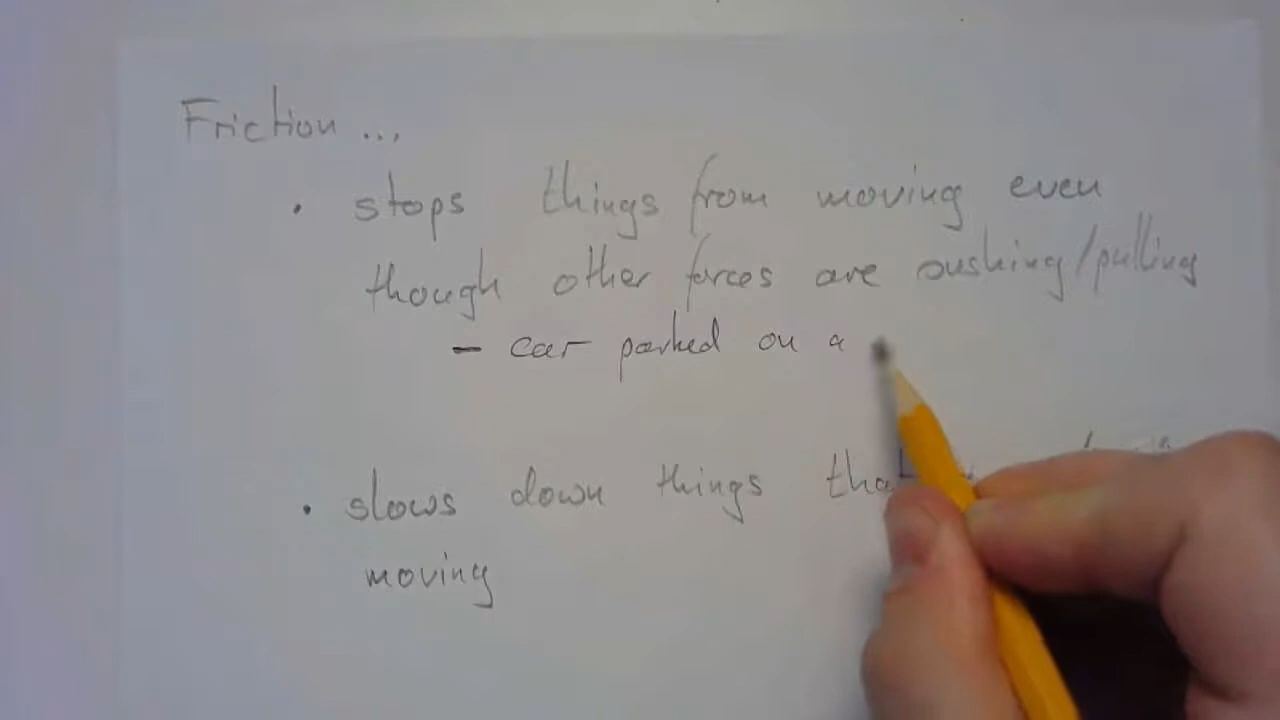 Friction ...
• stops things from moving even
though other forces are pushing/pulling
- car parked on a
• slows down things that
moving